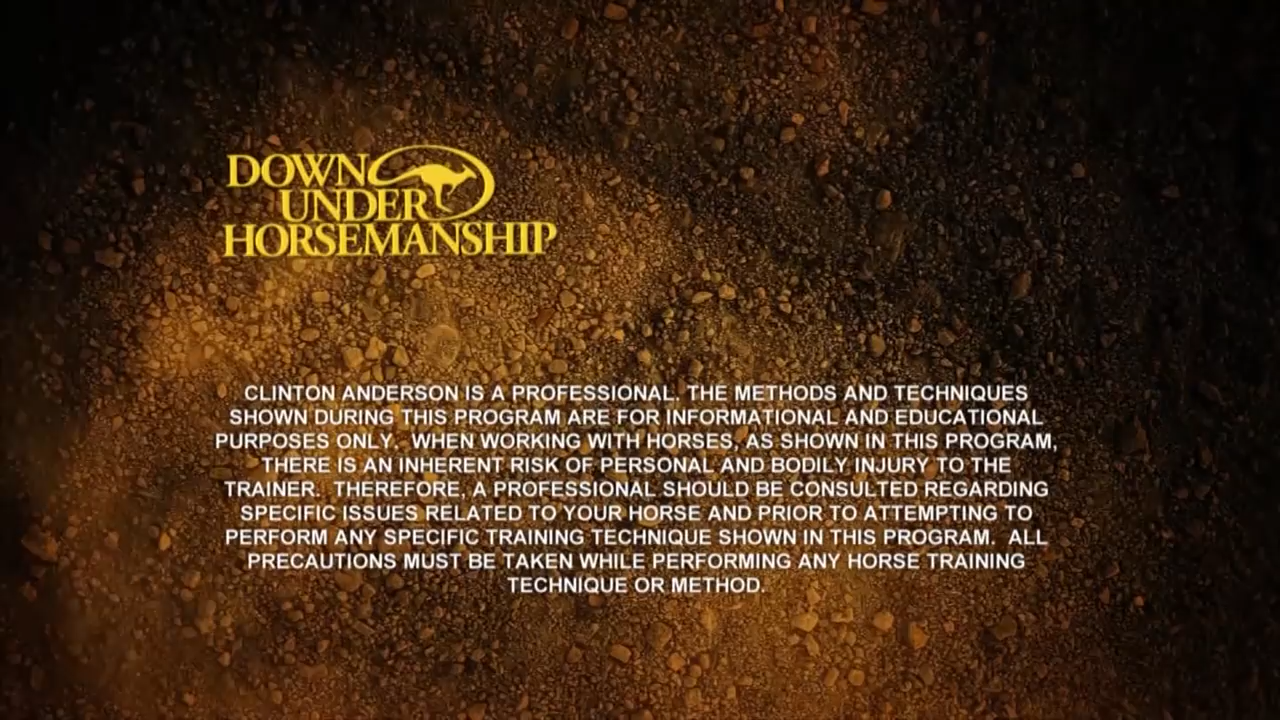 DOWN
UNDER
HORSEMANSHIP
CLINTON ANDERSON IS A PROFESSIONAL. THE METHODS AND TECHNIQUES
SHOWN DURING THIS PROGRAM ARE FOR INFORMATIONAL AND EDUCATIONAL
PURPOSES ONLY.  WHEN WORKING WITH HORSES, AS SHOWN IN THIS PROGRAM,
THERE IS AN INHERENT RISK OF PERSONAL AND BODILY INJURY TO THE
TRAINER.  THEREFORE, A PROFESSIONAL SHOULD BE CONSULTED REGARDING
SPECIFIC ISSUES RELATED TO YOUR HORSE AND PRIOR TO ATTEMPTING TO
PERFORM ANY SPECIFIC TRAINING TECHNIQUE SHOWN IN THIS PROGRAM.  ALL
PRECAUTIONS MUST BE TAKEN WHILE PERFORMING ANY HORSE TRAINING
TECHNIQUE OR METHOD.